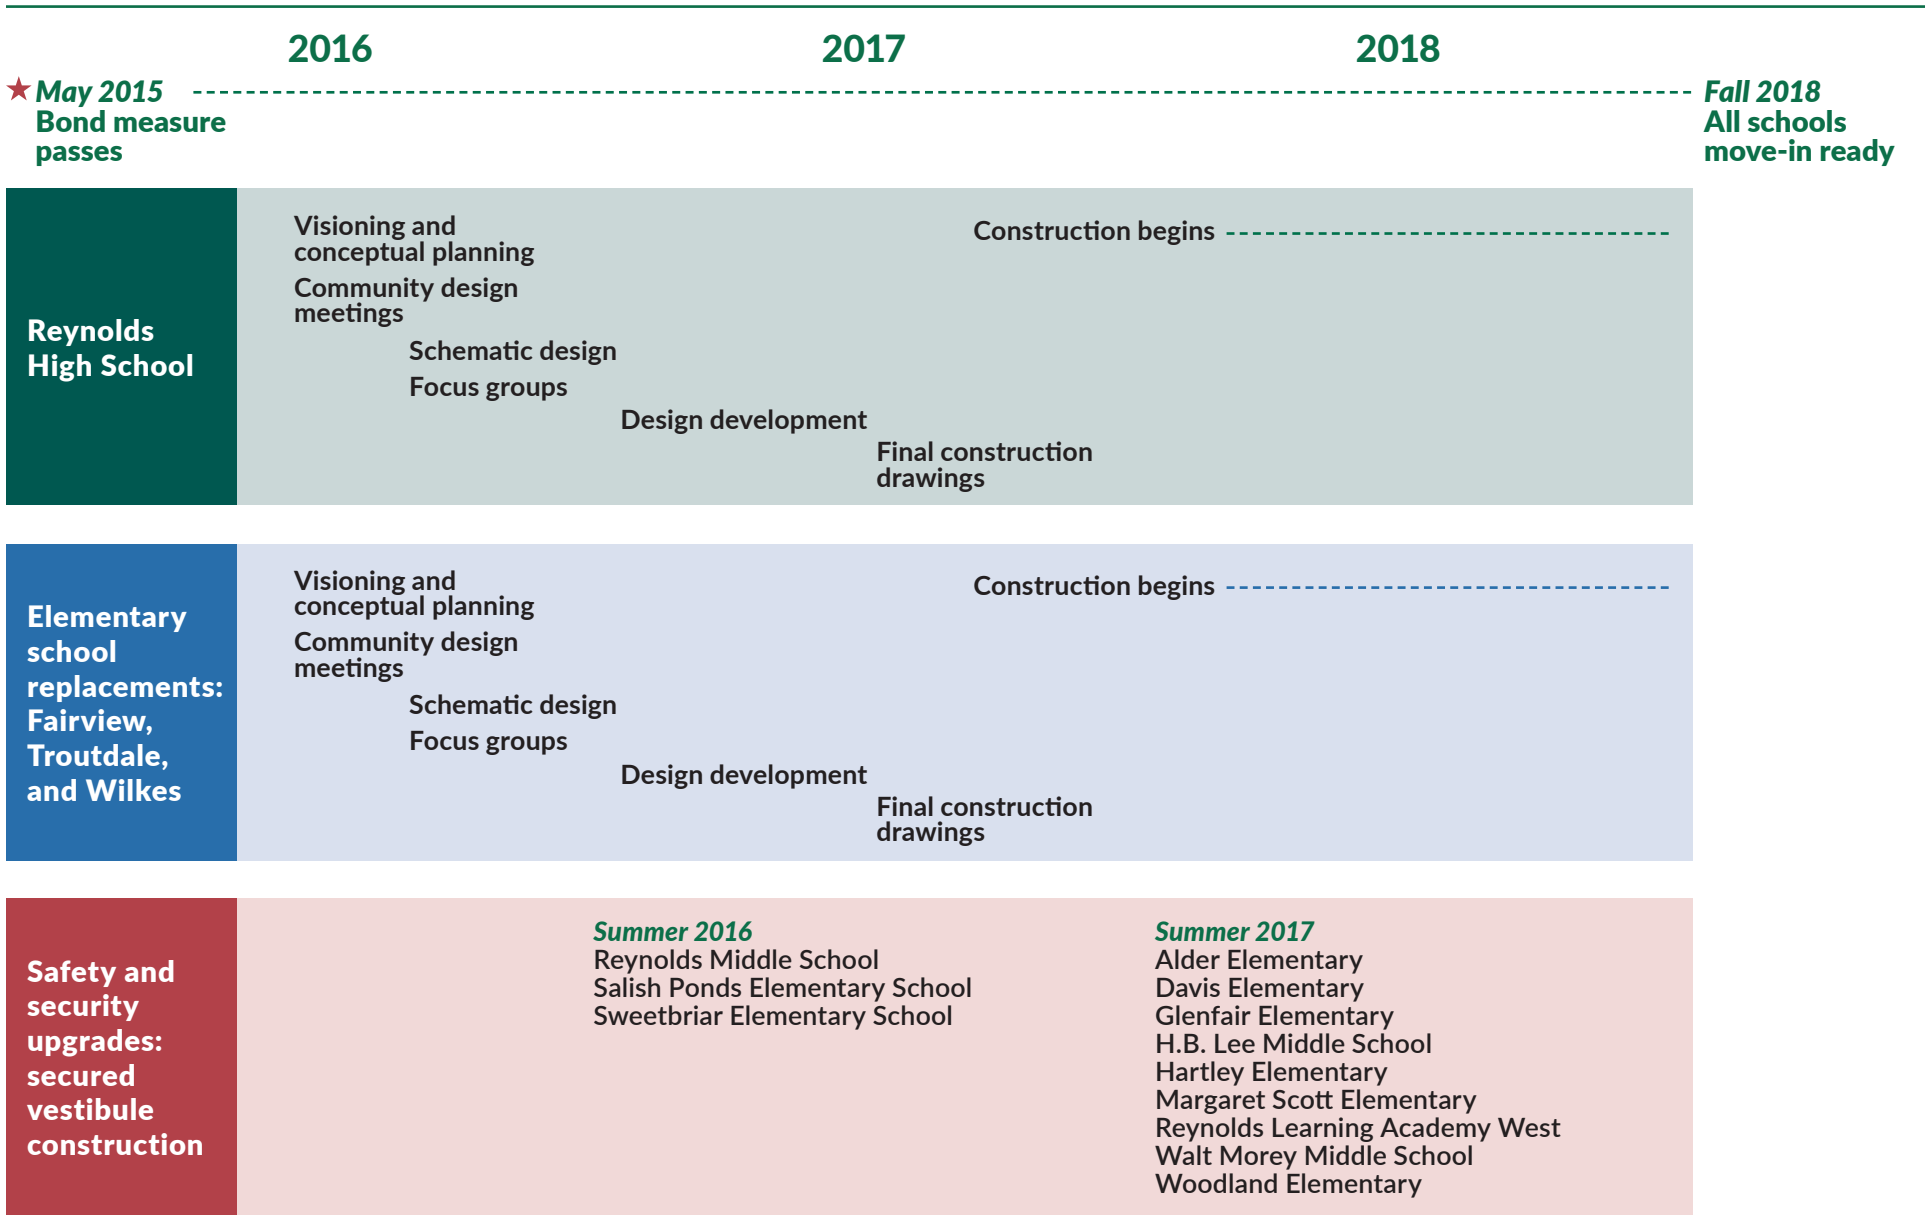 2016
2017
2018
May 2015
Bond measure
passes
Fall 2018
All schools
move-in ready
Reynolds
High School
Visioning and
conceptual planning
Community design
meetings
Schematic design
Focus groups
Design development
Final construction
drawings
Construction begins
Elementary
school
replacements:
Fairview,
Troutdale,
and Wilkes
Visioning and
conceptual planning
Community design
meetings
Schematic design
Focus groups
Design development
Final construction
drawings
Construction begins
Safety and
security
upgrades:
secured
vestibule
construction
Summer 2016
Reynolds Middle School
Salish Ponds Elementary School
Sweetbriar Elementary School
Summer 2017
Alder Elementary
Davis Elementary
Glenfair Elementary
H.B. Lee Middle School
Hartley Elementary
Margaret Scott Elementary
Reynolds Learning Academy West
Walt Morey Middle School
Woodland Elementary